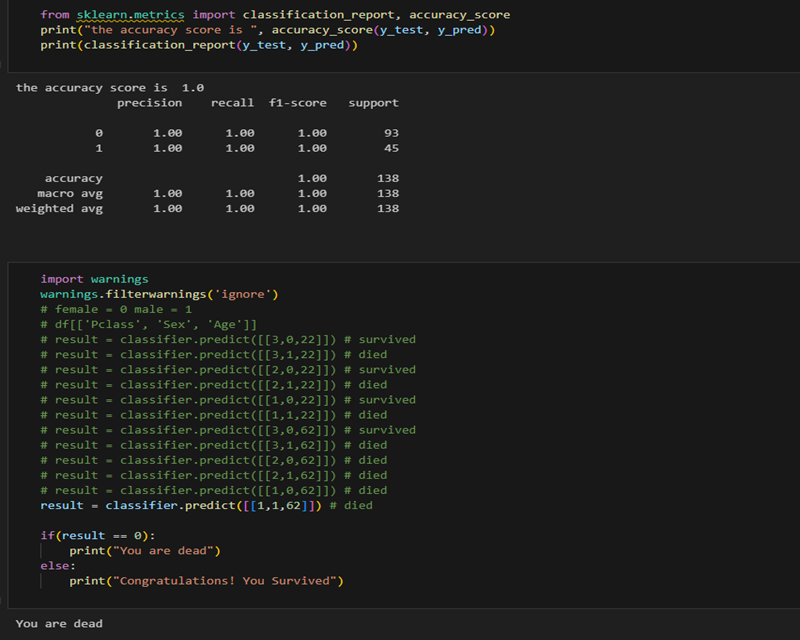 from sklearn.metrics import classification_report, accuracy_score
print("the accuracy score is ", accuracy_score(y_test, y_pred))
print(classification_report(y_test, y_pred))
the accuracy score is  1.0
precision    recall  f1-score   support
0       1.00      1.00      1.00        93
1       1.00      1.00      1.00        45
accuracy                           1.00       138
macro avg       1.00      1.00      1.00       138
weighted avg       1.00      1.00      1.00       138
import warnings
warnings.filterwarnings('ignore')
# female = 0 male = 1
# df[['Pclass', 'Sex', 'Age']]
# result = classifier.predict([[3,0,22]]) # survived
# result = classifier.predict([[3,1,22]]) # died
# result = classifier.predict([[2,0,22]]) # survived
# result = classifier.predict([[2,1,22]]) # died
# result = classifier.predict([[1,0,22]]) # survived
# result = classifier.predict([[1,1,22]]) # died
# result = classifier.predict([[3,0,62]]) # survived
# result = classifier.predict([[3,1,62]]) # died
# result = classifier.predict([[2,0,62]]) # died
# result = classifier.predict([[2,1,62]]) # died
# result = classifier.predict([[1,0,62]]) # died
result = classifier.predict([[1,1,62]]) # died
if(result == 0):
    print("You are dead")
else:
    print("Congratulations! You Survived")
You are dead